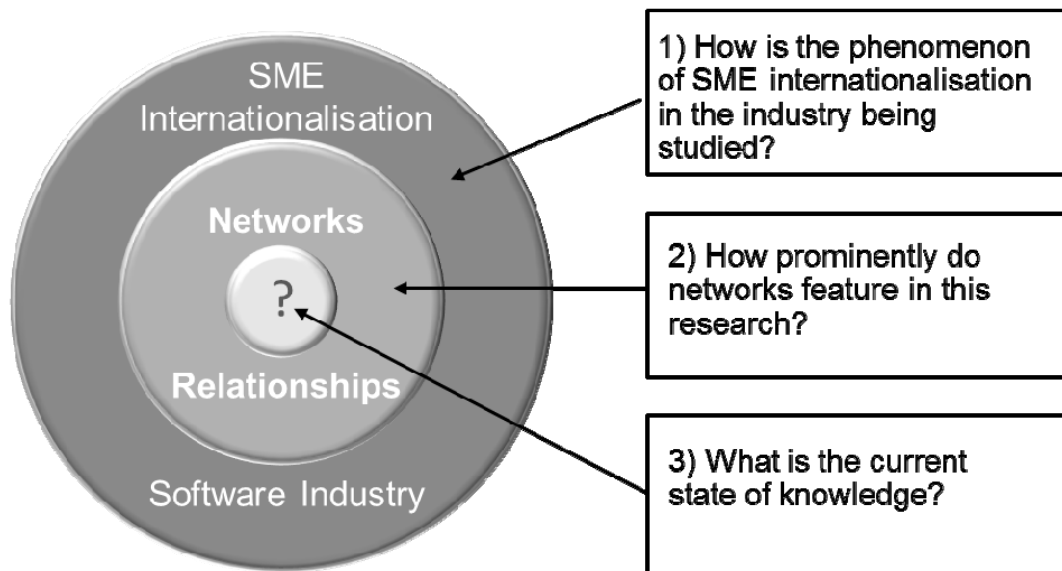 SME
Internationalisation
Networks
?
Relationships
Software Industry
1) How is the phenomenon
of SME internationalisation
in the industry being
studied?
2) How prominently do
networks feature in this
research?
3) What is the current
state of knowledge?